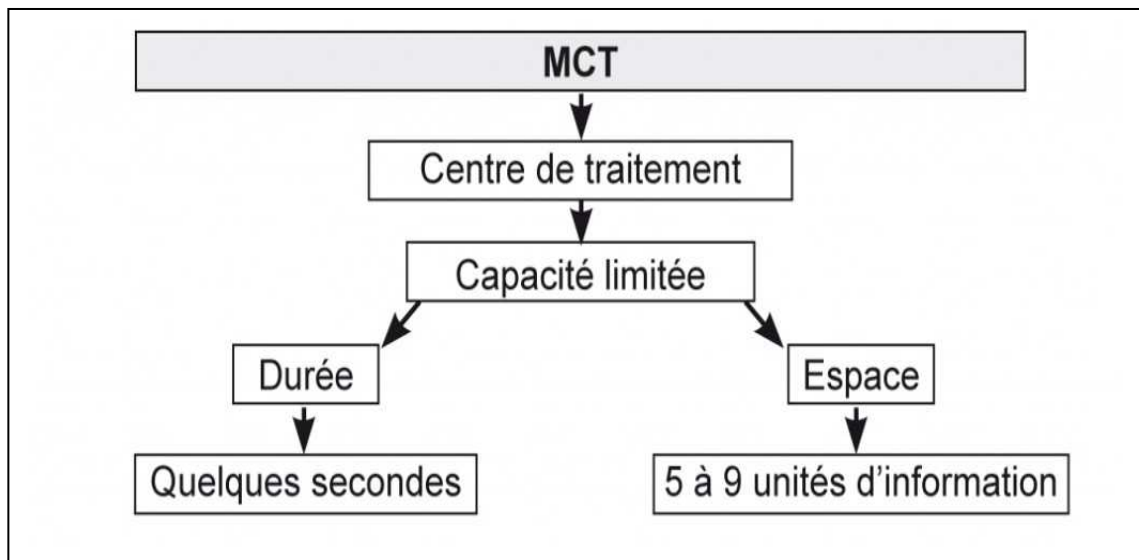 MCT
Centre de traitement
Capacité limitée
Durée
Espace
Quelques secondes
5 à 9 unités d’information